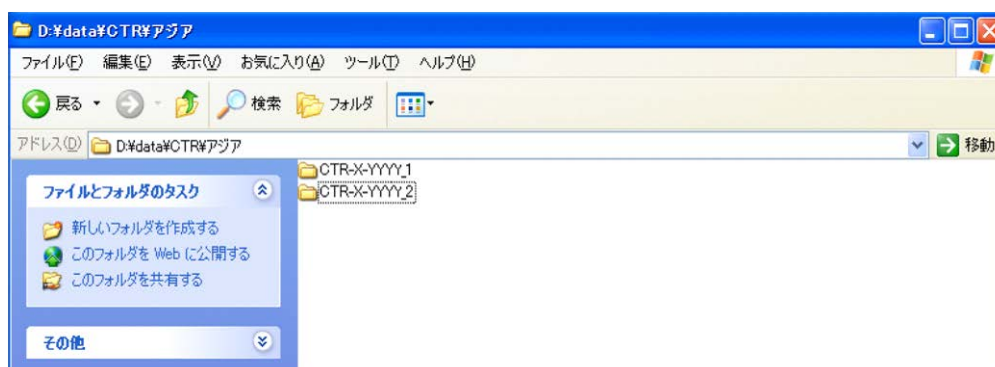 D:¥data¥CTR¥アジア
ファイル(F) 編集(E) 表示(V) お気に入り(A) ツール(T) ヘルプ(H)
戻る 検索 フォルダ
アドレス(D) D:¥data¥CTR¥アジア 移動
CTR-X-YYYY_1
CTR-X-YYYY_2
ファイルとフォルダのタスク
新しいフォルダを作成する
このフォルダを Web に公開する
このフォルダを共有する
その他